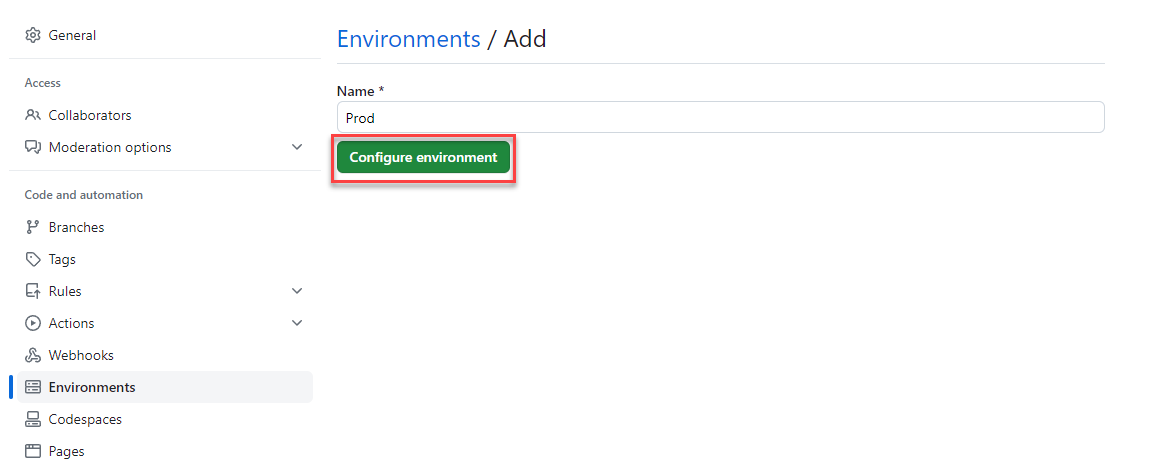 General
Access
Collaborators
Moderation options
Code and automation
Branches
Tags
Rules
Actions
Webhooks
Environments
Codespaces
Pages
Environments / Add
Name *
Prod
Configure environment